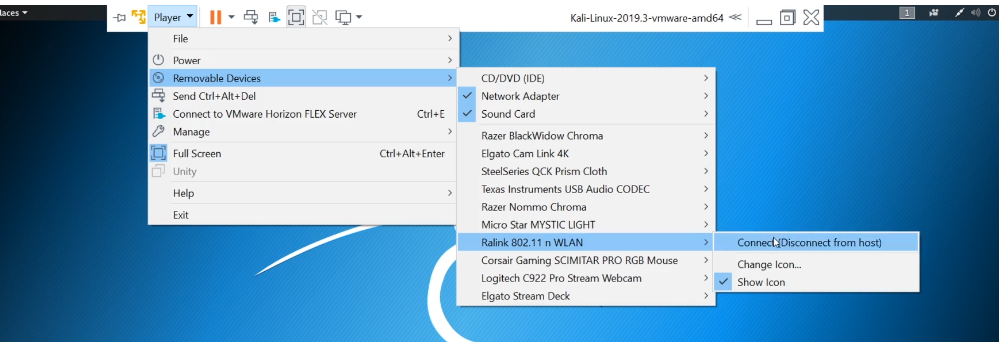 laces
Player
Kali-Linux-2019.3-vmware-amd64
1
File
Power
Removable Devices
Send Ctrl+Alt+Del
Connect to VMware Horizon FLEX Server Ctrl+E
Manage
Full Screen Ctrl+Alt+Enter
Unity
Help
Exit
CD/DVD (IDE)
Network Adapter
Sound Card
Razer BlackWidow Chroma
Elgato Cam Link 4K
SteelSeries QCK Prism Cloth
Texas Instruments USB Audio CODEC
Razer Nommo Chroma
Micro Star MYSTIC LIGHT
Ralink 802.11 n WLAN
Corsair Gaming SCIMITAR PRO RGB Mouse
Logitech C922 Pro Stream Webcam
Elgato Stream Deck
Connect (Disconnect from host)
Change Icon...
Show Icon